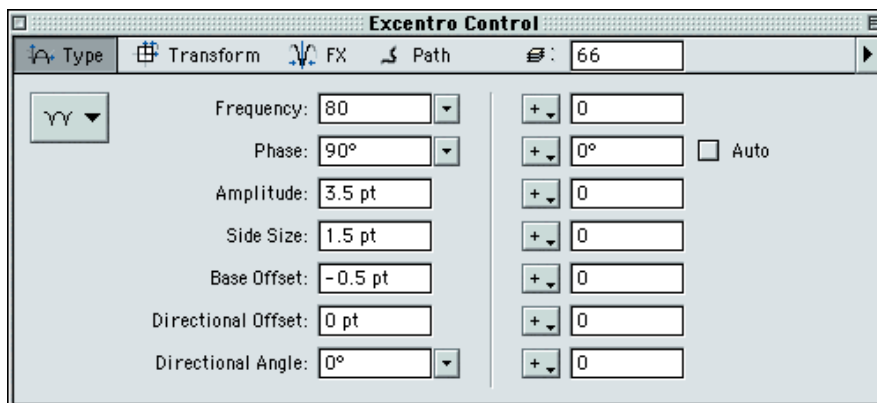 Excentro Control
Type Transform FX Path : 66
Frequency: 80 + 0
Phase: 90° + 0° Auto
Amplitude: 3.5 pt + 0
Side Size: 1.5 pt + 0
Base Offset: -0.5 pt + 0
Directional Offset: 0 pt + 0
Directional Angle: 0° + 0